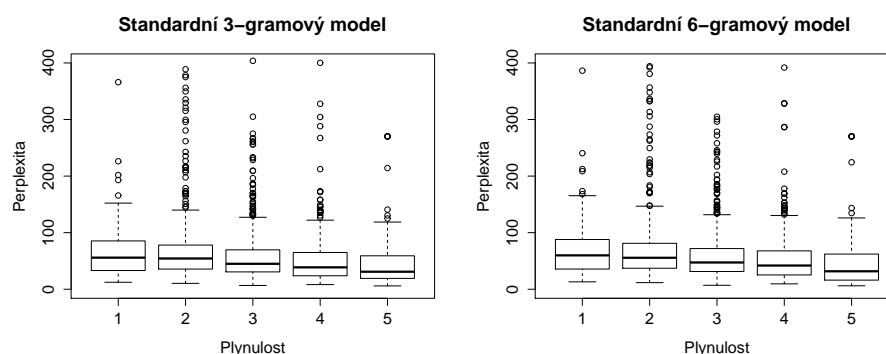 Standardní 3−gramový model
Perplexita
400
300
200
100
0
1 2 3 4 5
Plynulost
Standardní 6−gramový model
Perplexita
400
300
200
100
0
1 2 3 4 5
Plynulost